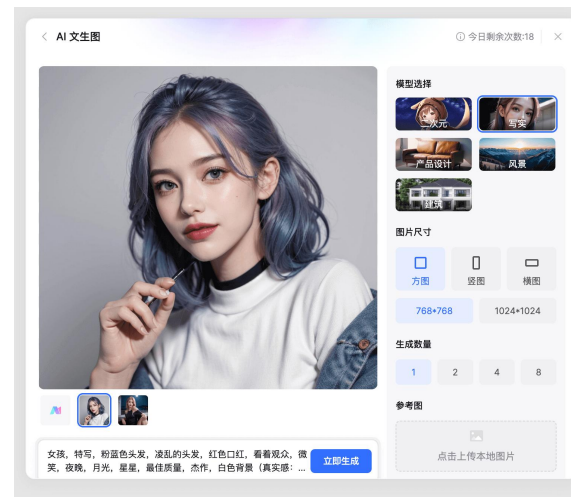 AI 文生图
今日剩余次数:18
模型选择
二次元
写实
产品设计
风景
建筑
图片尺寸
方图
竖图
横图
768*768
1024*1024
生成数量
1
2
4
8
参考图
点击上传本地图片
AI
女孩，特写，粉蓝色头发，凌乱的头发，红色口红，看着观众，微
笑，夜晚，月光，星星，最佳质量，杰作，白色背景（真实感：...
立即生成